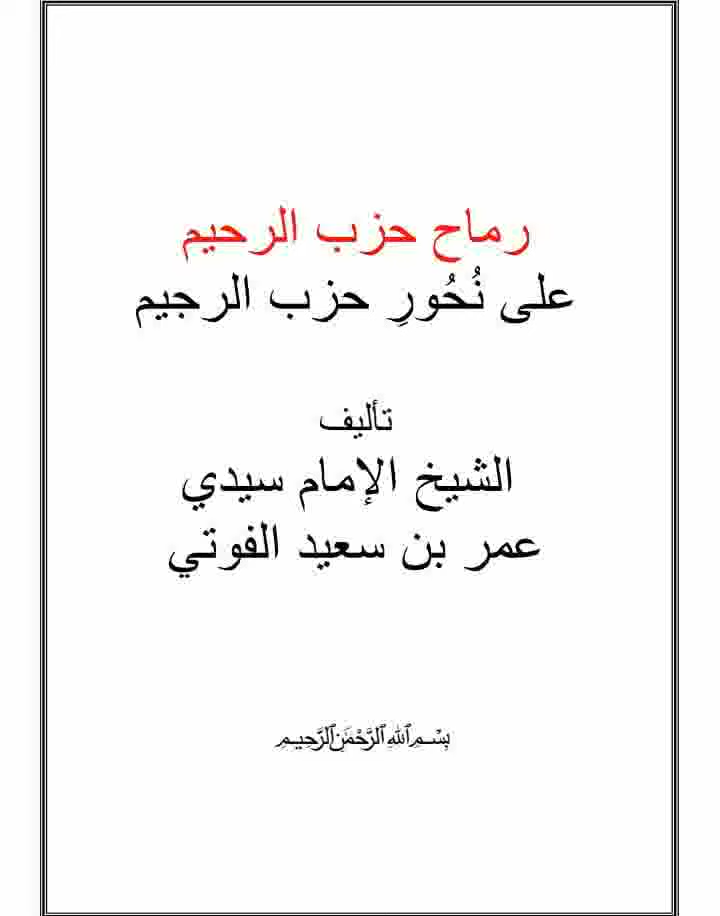 رماح حزب الرحيم
على نُحُورِ حزب الرجيم
تأليف
الشيخ الإمام سيدي
عمر بن سعيد الفوتي
بِسْمِ ٱللَّهِ ٱلرَّحْمَٰنِ ٱلرَّحِيمِ